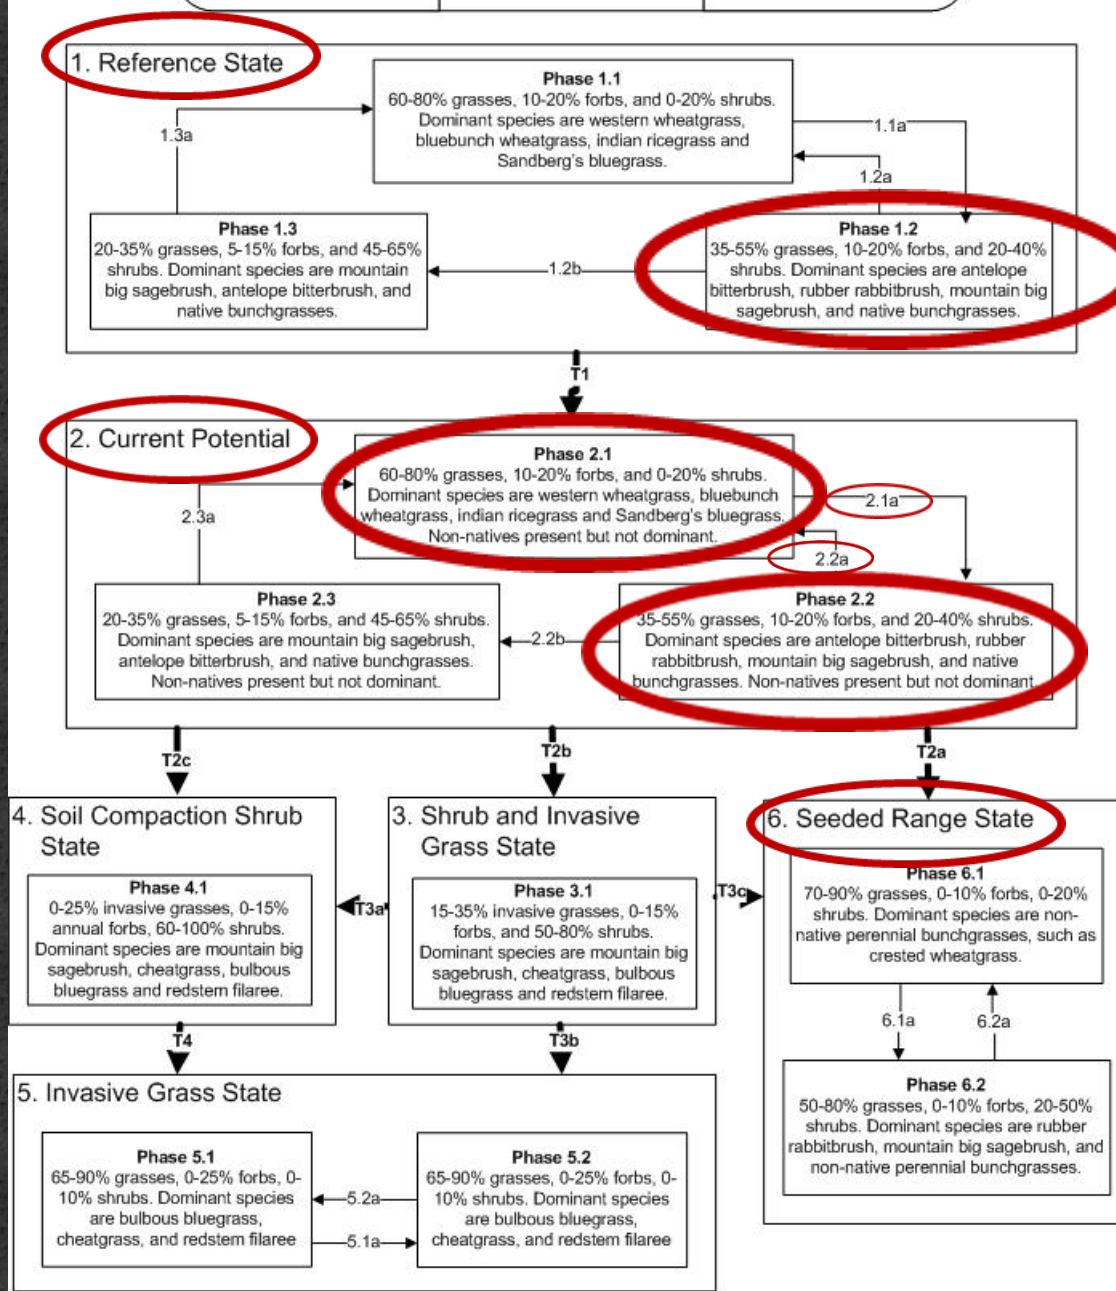 1. Reference State
Phase 1.1
60-80% grasses, 10-20% forbs, and 0-20% shrubs.
Dominant species are western wheatgrass,
bluebunch wheatgrass, indian ricegrass and
Sandberg's bluegrass.
1.3a
1.1a
1.2a
Phase 1.3
20-35% grasses, 5-15% forbs, and 45-65%
shrubs. Dominant species are mountain
big sagebrush, antelope bitterbrush, and
native bunchgrasses.
1.2b
Phase 1.2
35-55% grasses, 10-20% forbs, and 20-40%
shrubs. Dominant species are antelope
bitterbrush, rubber rabbitbrush, mountain big
sagebrush, and native bunchgrasses.
T1
2. Current Potential
Phase 2.1
60-80% grasses, 10-20% forbs, and 0-20% shrubs.
Dominant species are western wheatgrass, bluebunch
wheatgrass, indian ricegrass and Sandberg's bluegrass.
Non-natives present but not dominant.
2.3a
2.1a
2.2a
Phase 2.3
20-35% grasses, 5-15% forbs, and 45-65% shrubs.
Dominant species are mountain big sagebrush,
antelope bitterbrush, and native bunchgrasses.
Non-natives present but not dominant.
2.2b
Phase 2.2
35-55% grasses, 10-20% forbs, and 20-40% shrubs.
Dominant species are antelope bitterbrush, rubber
rabbitbrush, mountain big sagebrush, and native
bunchgrasses. Non-natives present but not dominant
T2c
T2b
T2a
4. Soil Compaction Shrub
State
Phase 4.1
0-25% invasive grasses, 0-15%
annual forbs, 60-100% shrubs.
Dominant species are mountain big
sagebrush, cheatgrass, bulbous
bluegrass and redstem filaree.
T3a
3. Shrub and Invasive
Grass State
Phase 3.1
15-35% invasive grasses, 0-15%
forbs, and 50-80% shrubs.
Dominant species are mountain big
sagebrush, cheatgrass, bulbous
bluegrass and redstem filaree.
T3c
6. Seeded Range State
Phase 6.1
70-90% grasses, 0-10% forbs, 0-20%
shrubs. Dominant species are non-
native perennial bunchgrasses, such as
crested wheatgrass.
6.1a
6.2a
Phase 6.2
50-80% grasses, 0-10% forbs, 20-50%
shrubs. Dominant species are rubber
rabbitbrush, mountain big sagebrush, and
non-native perennial bunchgrasses.
T4
T3b
5. Invasive Grass State
Phase 5.1
65-90% grasses, 0-25% forbs, 0-
10% shrubs. Dominant species
are bulbous bluegrass,
cheatgrass, and redstem filaree
5.2a
5.1a
Phase 5.2
65-90% grasses, 0-25% forbs, 0-
10% shrubs. Dominant species
are bulbous bluegrass,
cheatgrass, and redstem filaree